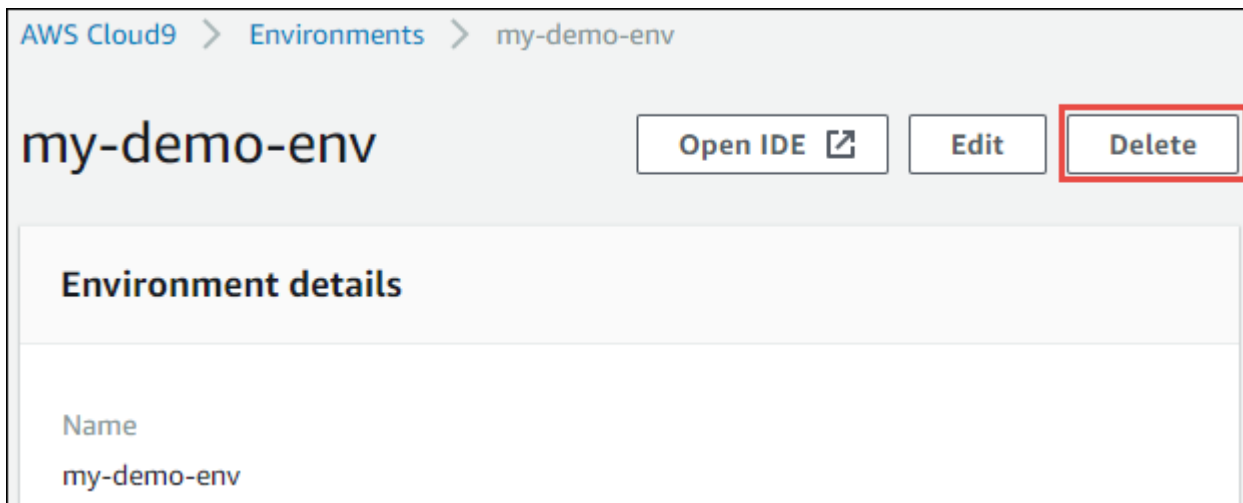 AWS Cloud9 > Environments > my-demo-env
my-demo-env
Open IDE
Edit
Delete
Environment details
Name
my-demo-env